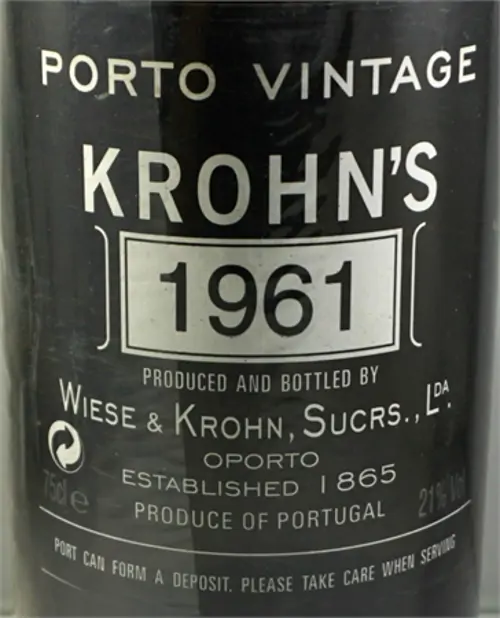 PORTO VINTAGE
KROHN'S
1961
PRODUCED AND BOTTLED BY
WIESE & KROHN, SUCRS., LDA.
OPORTO
ESTABLISHED 1865
75cl e
21% Vol
PRODUCE OF PORTUGAL
PORT CAN FORM A DEPOSIT. PLEASE TAKE CARE WHEN SERVING